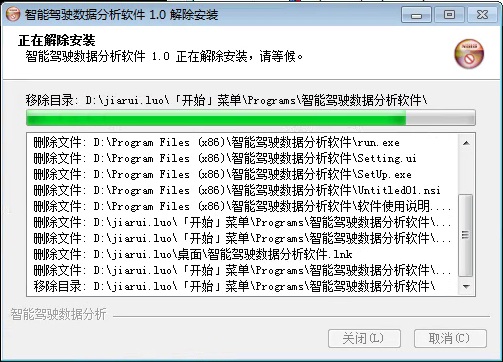 智能驾驶数据分析软件 1.0 解除安装
正在解除安装
智能驾驶数据分析软件 1.0 正在解除安装，请等候。
移除目录: D:\jiarui.luo\「开始」菜单\Programs\智能驾驶数据分析软件\
删除文件: D:\Program Files (x86)\智能驾驶数据分析软件\run.exe
删除文件: D:\Program Files (x86)\智能驾驶数据分析软件\Setting.ui
删除文件: D:\Program Files (x86)\智能驾驶数据分析软件\SetUp.exe
删除文件: D:\Program Files (x86)\智能驾驶数据分析软件\Untitled01.nsi
删除文件: D:\Program Files (x86)\智能驾驶数据分析软件\软件使用说明....
删除文件: D:\jiarui.luo\「开始」菜单\Programs\智能驾驶数据分析软件\...
删除文件: D:\jiarui.luo\「开始」菜单\Programs\智能驾驶数据分析软件\...
删除文件: D:\jiarui.luo\桌面\智能驾驶数据分析软件.lnk
删除文件: D:\jiarui.luo\「开始」菜单\Programs\智能驾驶数据分析软件\...
移除目录: D:\jiarui.luo\「开始」菜单\Programs\智能驾驶数据分析软件\
智能驾驶数据分析
关闭(L) 取消(C)